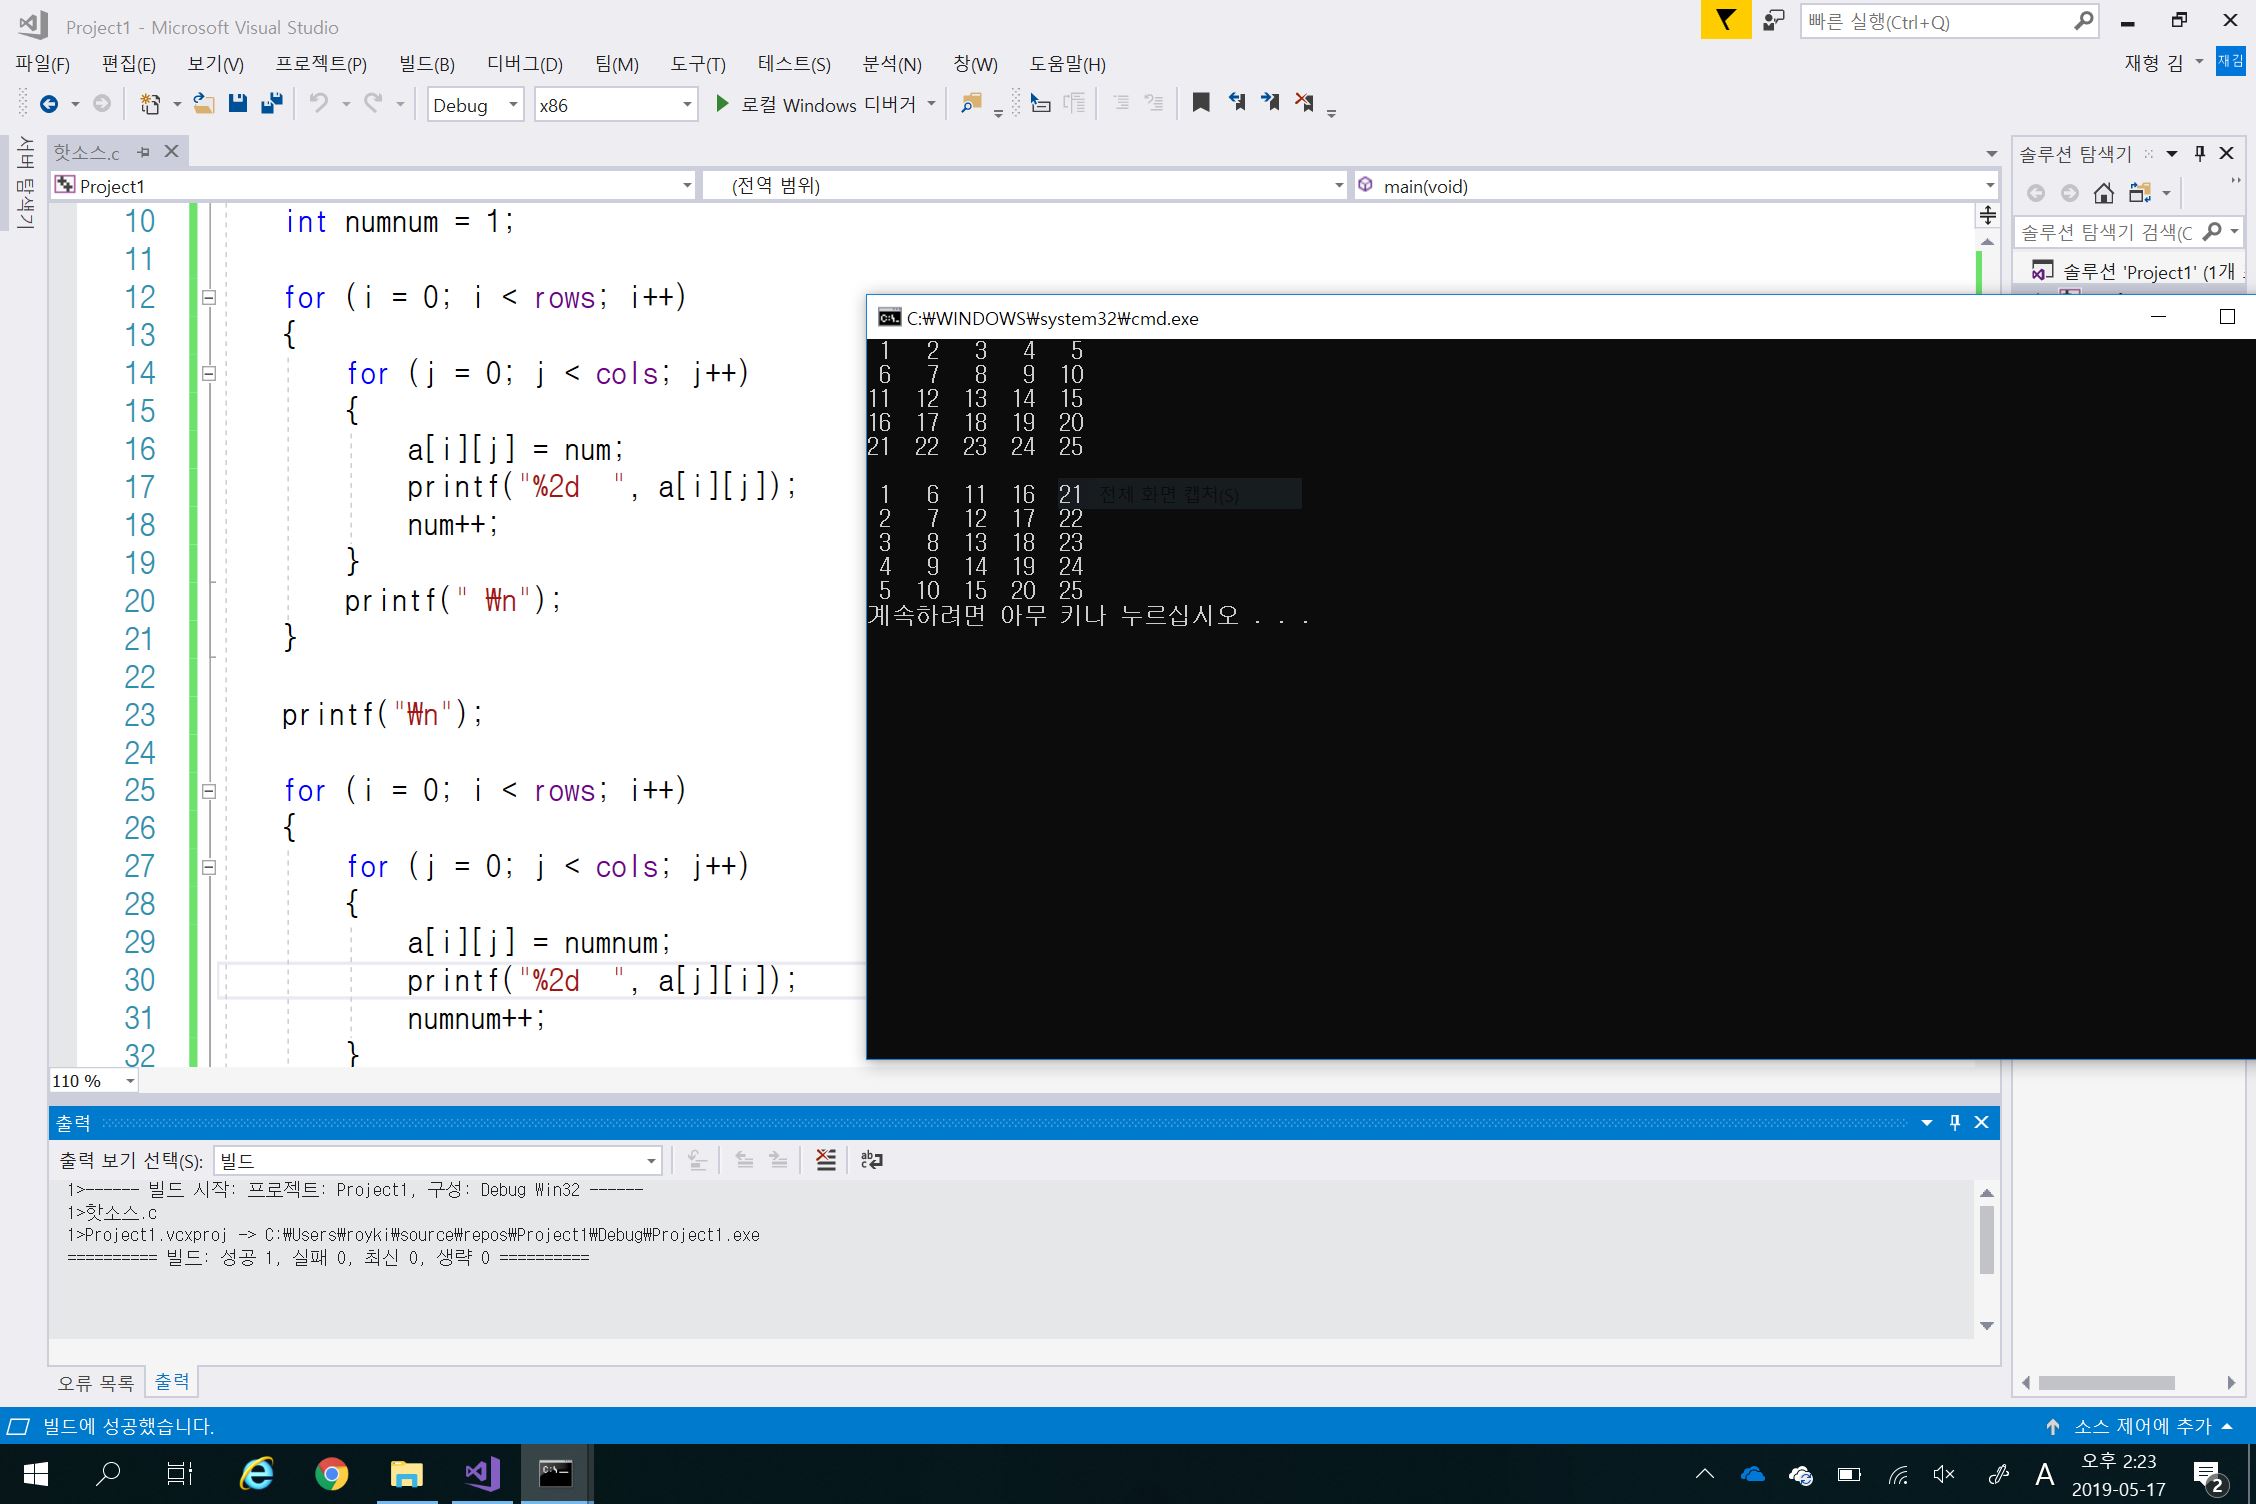 Project1 - Microsoft Visual Studio
빠른 실행(Ctrl+Q)
파일(F) 편집(E) 보기(V) 프로젝트(P) 빌드(B) 디버그(D) 팀(M) 도구(T) 테스트(S) 분석(N) 창(W) 도움말(H)
재형 김 재김
Debug x86 로컬 Windows 디버거
서버 탐색기
핫소스.c
솔루션 탐색기
Project1 (전역 범위) main(void)
솔루션 탐색기 검색(C
솔루션 'Project1' (1개
10 int numnum = 1;
11
12 for (i = 0; i < rows; i++)
13 {
14 for (j = 0; j < cols; j++)
15 {
16 a[i][j] = num;
17 printf("%2d  ", a[i][j]);
18 num++;
19 }
20 printf(" ₩n");
21 }
22
23 printf("₩n");
24
25 for (i = 0; i < rows; i++)
26 {
27 for (j = 0; j < cols; j++)
28 {
29 a[i][j] = numnum;
30 printf("%2d  ", a[j][i]);
31 numnum++;
32 }
C:₩WINDOWS₩system32₩cmd.exe
1 2 3 4 5
6 7 8 9 10
11 12 13 14 15
16 17 18 19 20
21 22 23 24 25
1 6 11 16 21 전체 화면 캡처(S)
2 7 12 17 22
3 8 13 18 23
4 9 14 19 24
5 10 15 20 25
계속하려면 아무 키나 누르십시오 . . .
110 %
출력
출력 보기 선택(S): 빌드
1>------ 빌드 시작: 프로젝트: Project1, 구성: Debug Win32 ------
1>핫소스.c
1>Project1.vcxproj -> C:₩Users₩royki₩source₩repos₩Project1₩Debug₩Project1.exe
========== 빌드: 성공 1, 실패 0, 최신 0, 생략 0 ==========
오류 목록 출력
빌드에 성공했습니다.
소스 제어에 추가
A
오후 2:23
2019-05-17
2